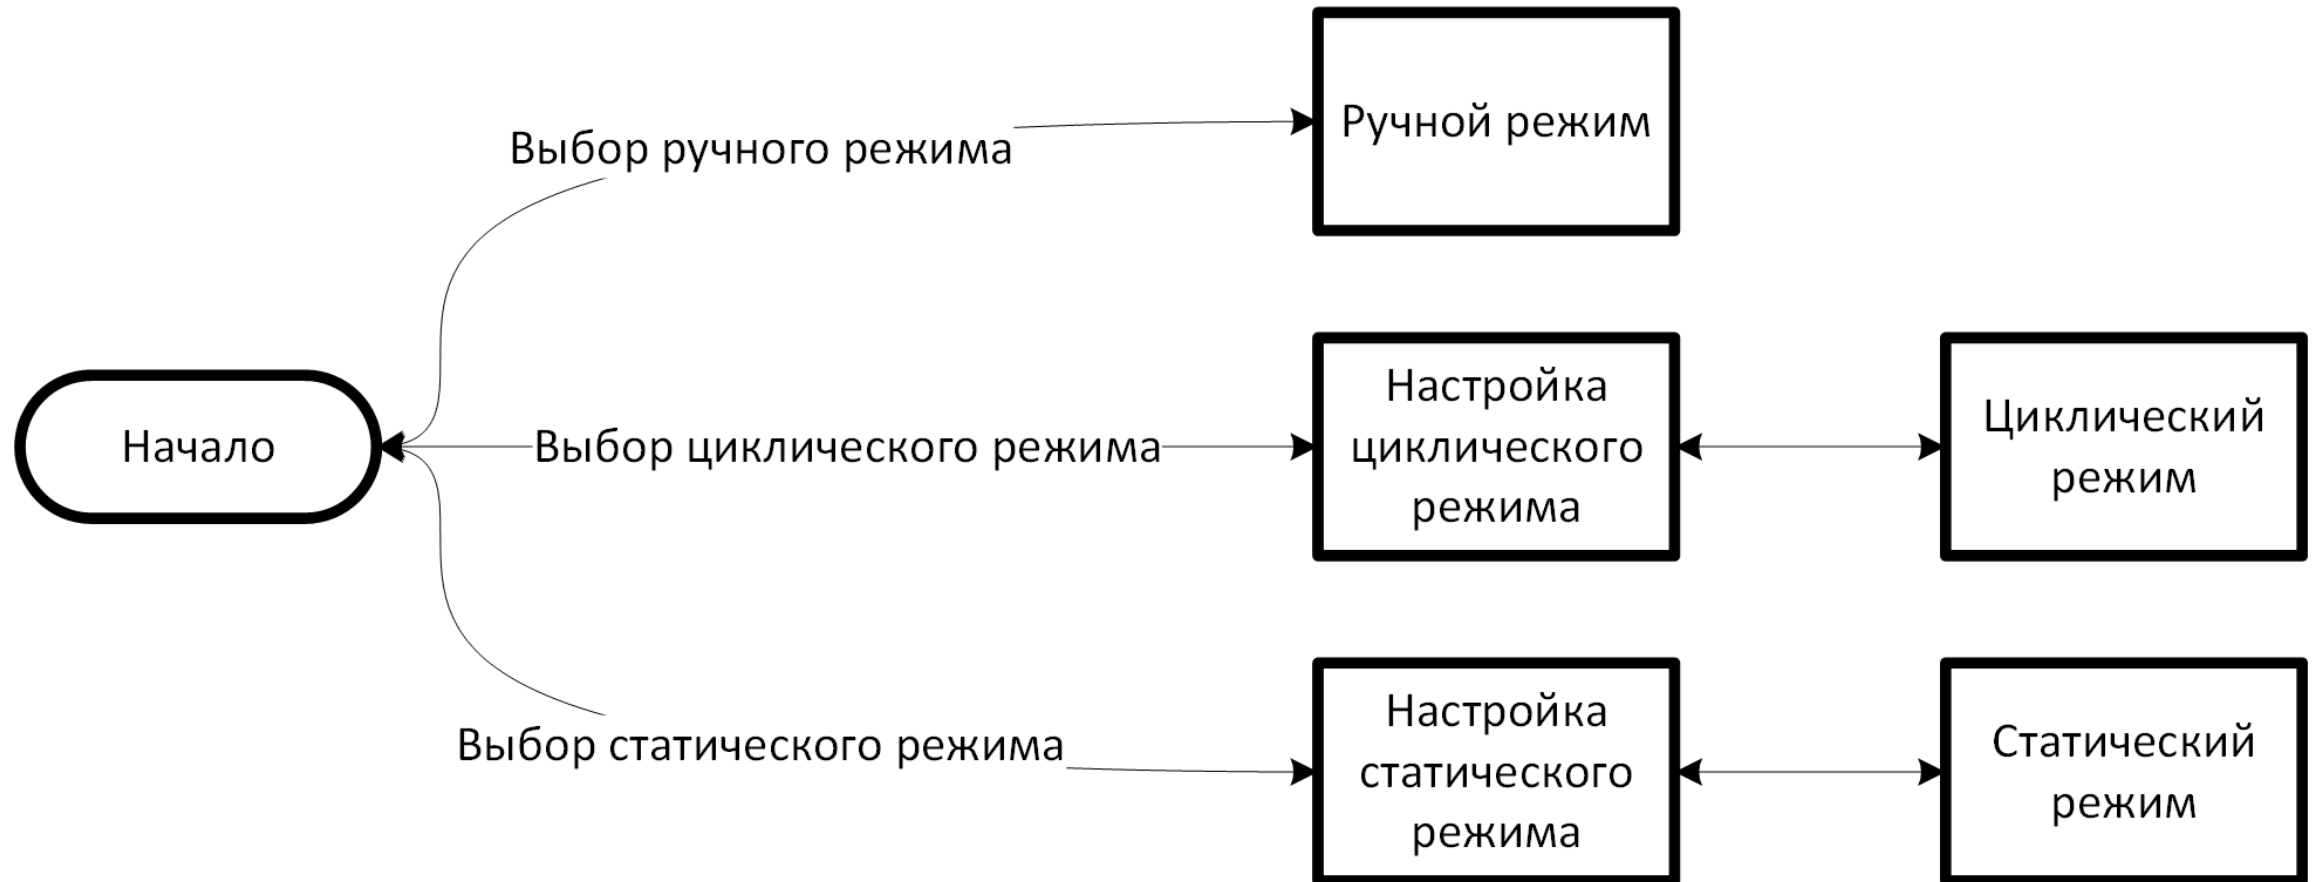 Выбор ручного режима
Ручной режим
Начало
Выбор циклического режима
Настройка
циклического
режима
Циклический
режим
Выбор статического режима
Настройка
статического
режима
Статический
режим